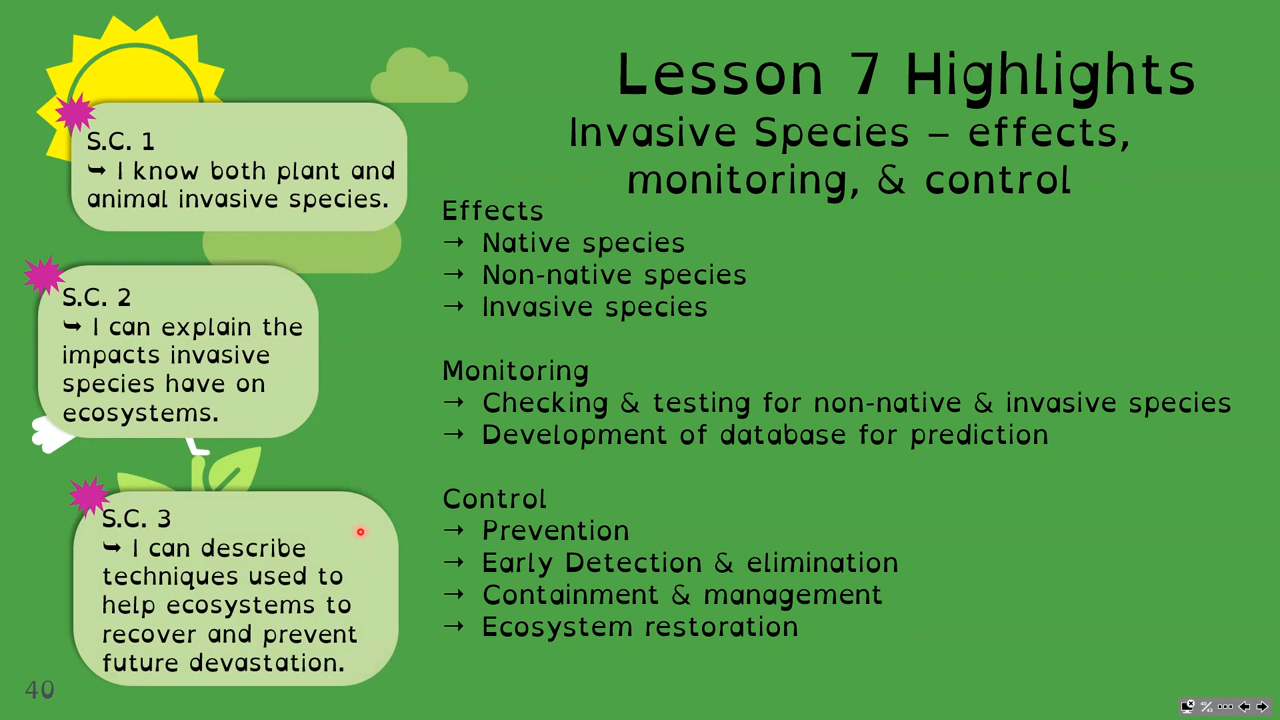 Lesson 7 Highlights
Invasive Species – effects,
monitoring, & control
S.C. 1
➥ I know both plant and
animal invasive species.
S.C. 2
➥ I can explain the
impacts invasive
species have on
ecosystems.
S.C. 3
➥ I can describe
techniques used to
help ecosystems to
recover and prevent
future devastation.
Effects
→ Native species
→ Non-native species
→ Invasive species
Monitoring
→ Checking & testing for non-native & invasive species
→ Development of database for prediction
Control
→ Prevention
→ Early Detection & elimination
→ Containment & management
→ Ecosystem restoration
40